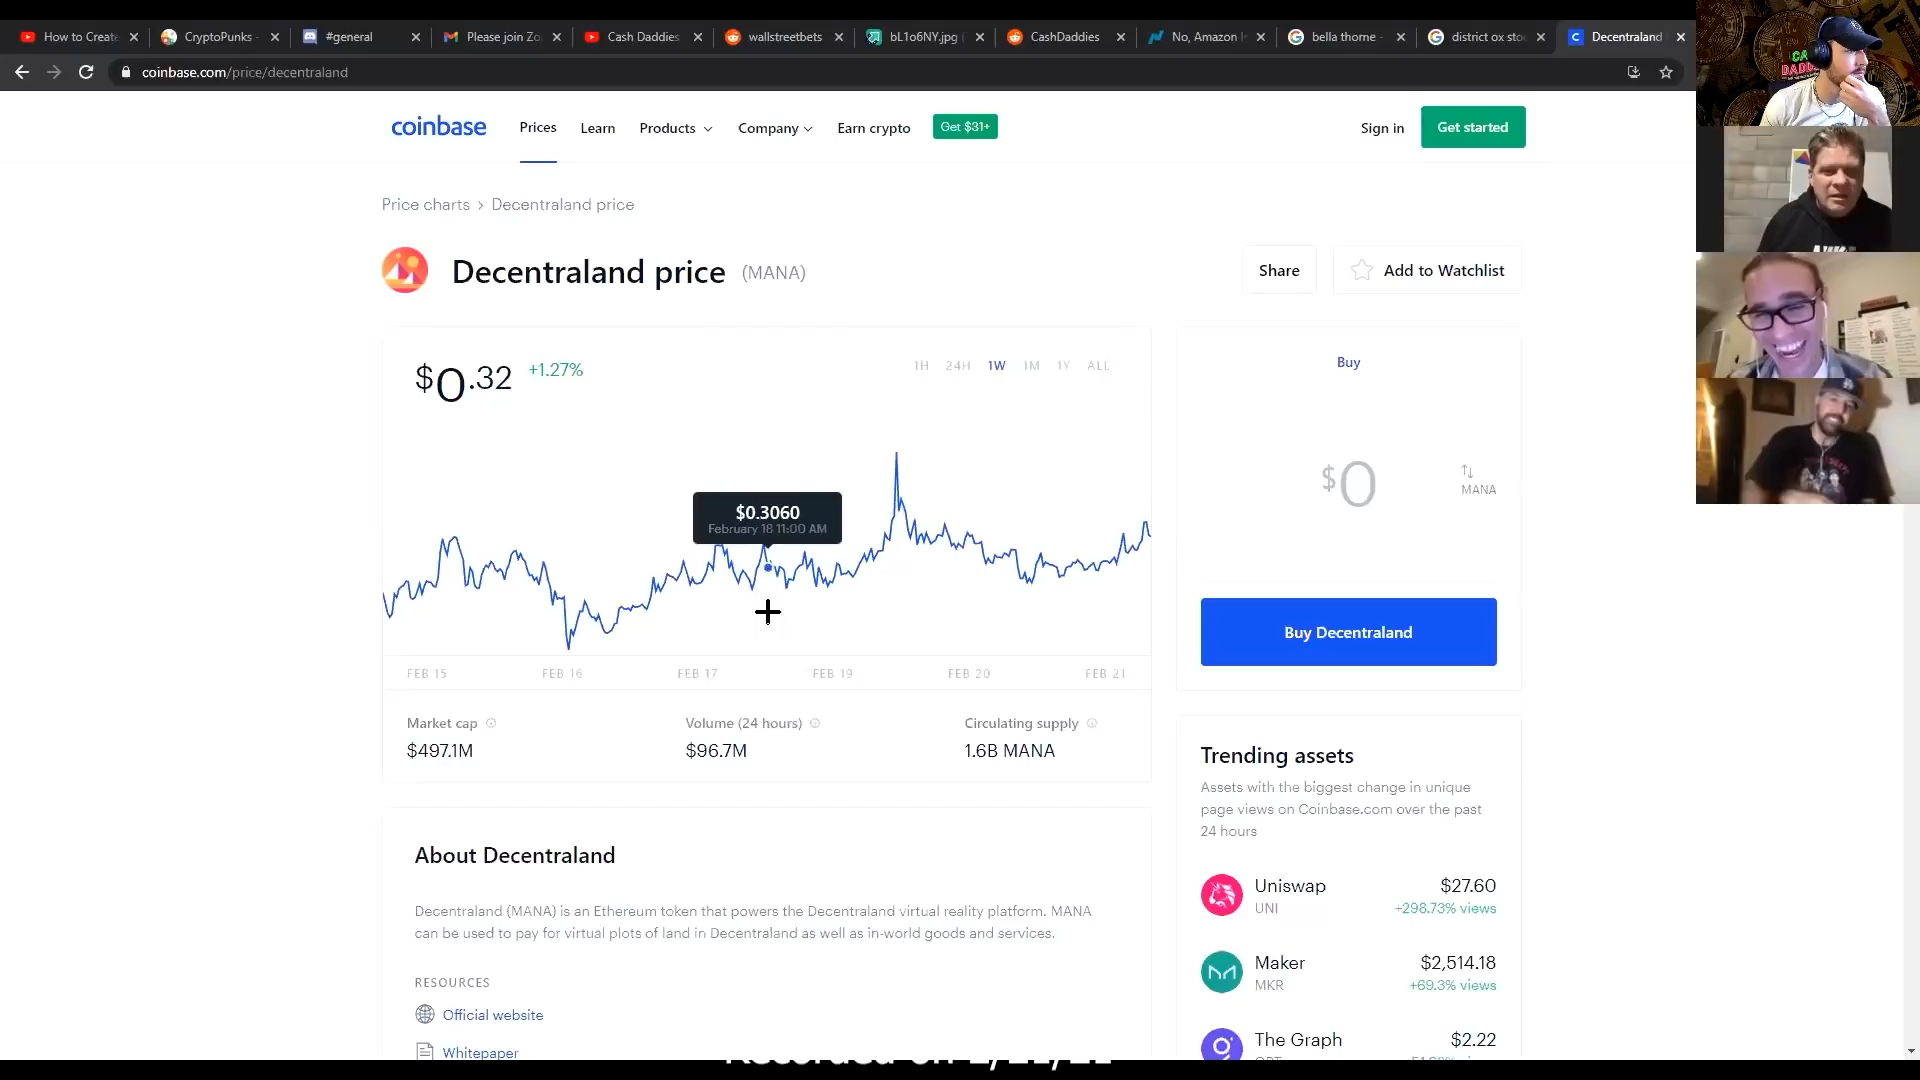 How to Create
CryptoPunks -
#general
Please join Zo
Cash Daddies
wallstreetbets
bL1o6NY.jpg
CashDaddies
No, Amazon I
bella thorne -
district ox sto
Decentraland
coinbase.com/price/decentraland
coinbase
Prices
Learn
Products
Company
Earn crypto
Get $31+
Sign in
Get started
Price charts › Decentraland price
Decentraland price (MANA)
Share
Add to Watchlist
$0.32 +1.27%
1H 24H 1W 1M 1Y ALL
$0.3060
February 18 11:00 AM
FEB 15 FEB 16 FEB 17 FEB 19 FEB 20 FEB 21
Market cap
$497.1M
Volume (24 hours)
$96.7M
Circulating supply
1.6B MANA
Buy
$0
MANA
Buy Decentraland
Trending assets
Assets with the biggest change in unique
page views on Coinbase.com over the past
24 hours
Uniswap $27.60
UNI +298.73% views
Maker $2,514.18
MKR +69.3% views
The Graph $2.22
About Decentraland
Decentraland (MANA) is an Ethereum token that powers the Decentraland virtual reality platform. MANA
can be used to pay for virtual plots of land in Decentraland as well as in-world goods and services.
RESOURCES
Official website
Whitepaper